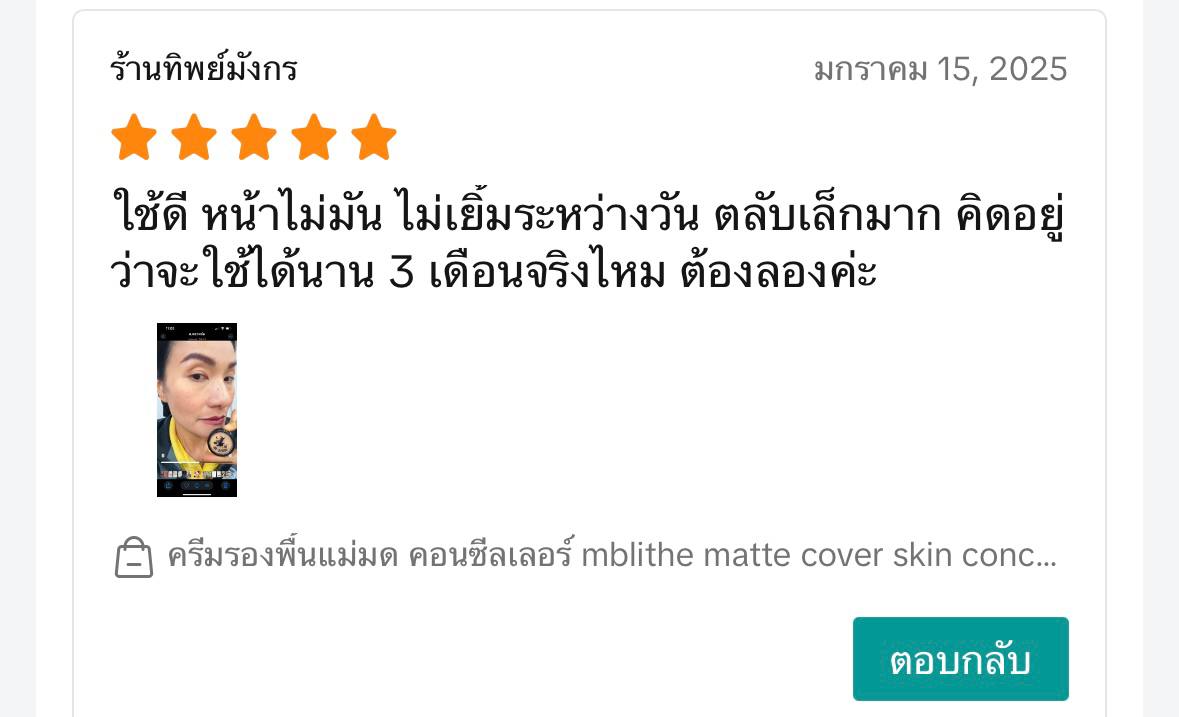 ร้านทิพย์มังกร
มกราคม 15, 2025
ใช้ดี หน้าไม่มัน ไม่เยิ้มระหว่างวัน ตลับเล็กมาก คิดอยู่
ว่าจะใช้ได้นาน 3 เดือนจริงไหม ต้องลองค่ะ
ครีมรองพื้นแม่มด คอนซีลเลอร์ mblithe matte cover skin conc...
ตอบกลับ